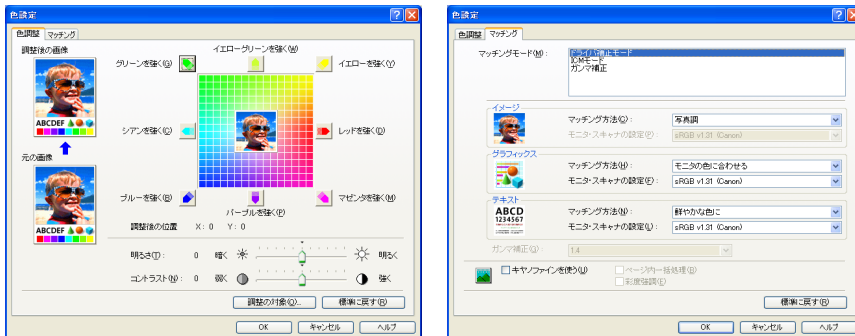 色設定
色調整 マッチング
調整後の画像
ABCDEF
元の画像
ABCDEF
グリーンを強く(G)
イエローグリーンを強く(W)
イエローを強く(Y)
シアンを強く(C)
レッドを強く(D)
ブルーを強く(B)
パープルを強く(P)
マゼンタを強く(M)
調整後の位置 X: 0 Y: 0
明るさ(T): 0 暗く 明るく
コントラスト(N): 0 弱く 強く
調整の対象(O)... 標準に戻す(R)
OK キャンセル ヘルプ
色設定
色調整 マッチング
マッチングモード(M):
ドライバ補正モード
ICMモード
ガンマ補正
イメージ
マッチング方法(C): 写真調
モニタ・スキャナの設定(P): sRGB v1.31 (Canon)
グラフィックス
マッチング方法(H): モニタの色に合わせる
モニタ・スキャナの設定(F): sRGB v1.31 (Canon)
テキスト
ABCD
1234567
マッチング方法(N): 鮮やかな色に
モニタ・スキャナの設定(L): sRGB v1.31 (Canon)
ガンマ補正(Q) 1.4
キヤノファインを使う(U)
ページ内一括処理(B)
彩度強調(E)
標準に戻す(R)
OK キャンセル ヘルプ